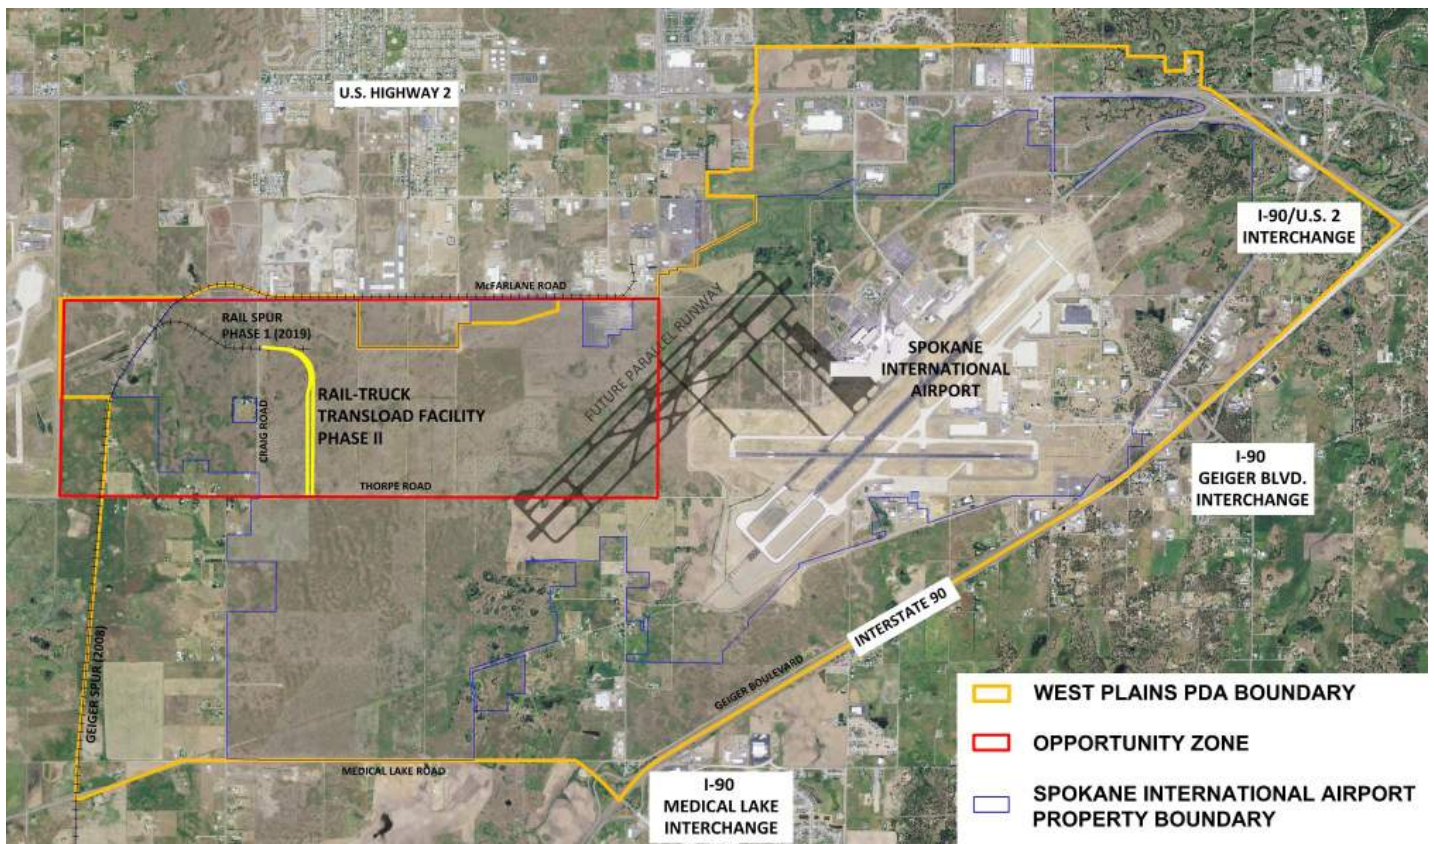 U.S. HIGHWAY 2
I-90/U.S. 2
INTERCHANGE
McFARLANE ROAD
RAIL SPUR
PHASE 1 (2019)
FUTURE PARALLEL RUNWAY
SPOKANE
INTERNATIONAL
AIRPORT
RAIL-TRUCK
TRANSLOAD FACILITY
PHASE II
CRAIG ROAD
THORPE ROAD
I-90
GEIGER BLVD.
INTERCHANGE
INTERSTATE 90
GEIGER SPUR (2008)
GEIGER BOULEVARD
MEDICAL LAKE ROAD
I-90
MEDICAL LAKE
INTERCHANGE
WEST PLAINS PDA BOUNDARY
OPPORTUNITY ZONE
SPOKANE INTERNATIONAL AIRPORT
PROPERTY BOUNDARY